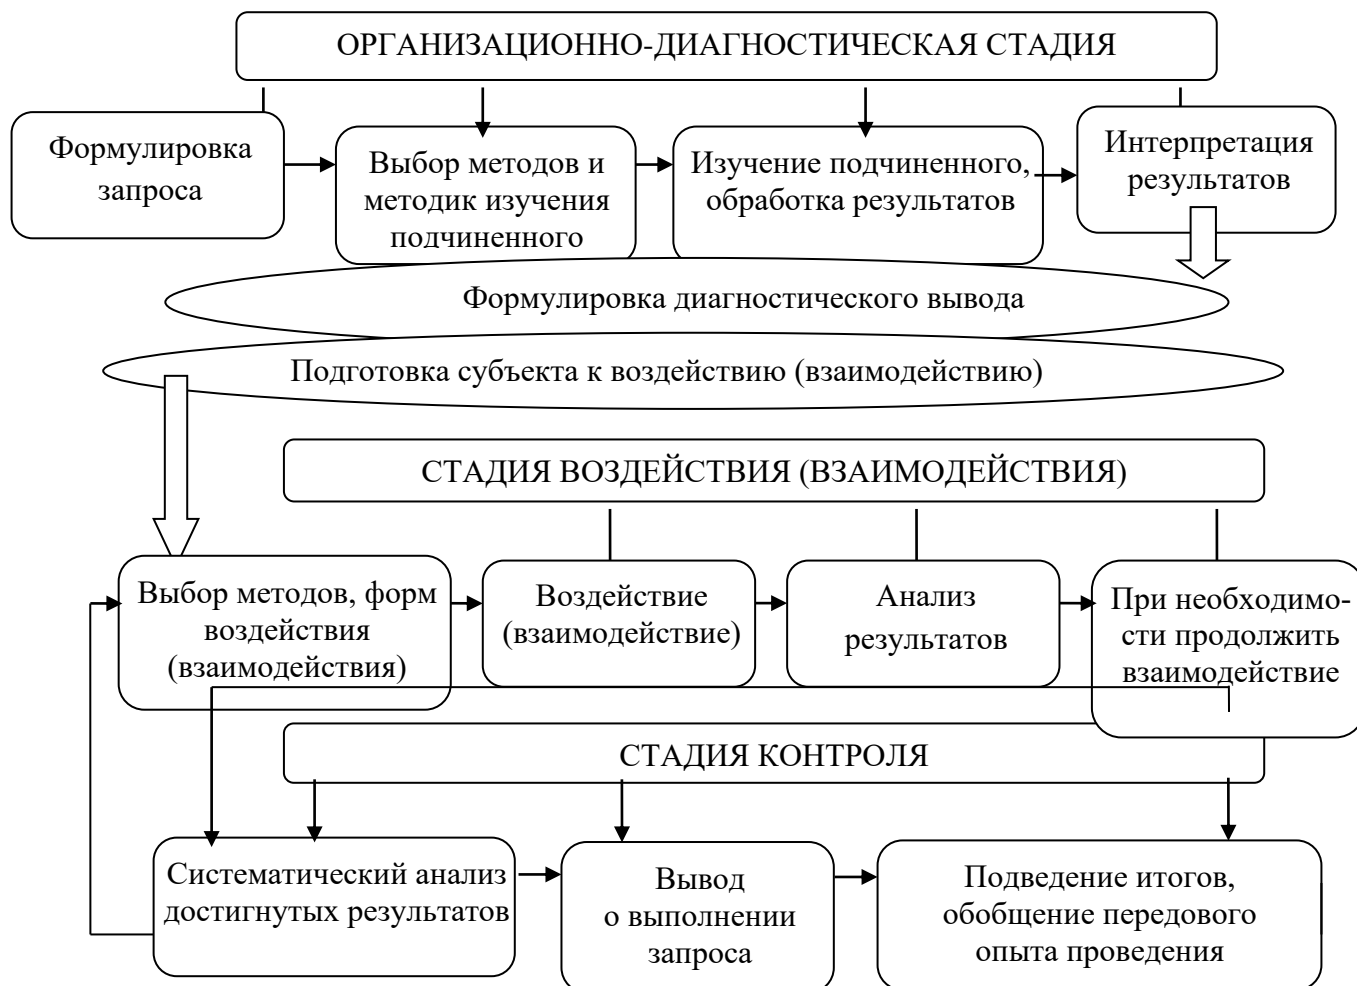 ОРГАНИЗАЦИОННО-ДИАГНОСТИЧЕСКАЯ СТАДИЯ
Формулировка
запроса
Выбор методов и
методик изучения
подчиненного
Изучение подчиненного,
обработка результатов
Интерпретация
результатов
Формулировка диагностического вывода
Подготовка субъекта к воздействию (взаимодействию)
СТАДИЯ ВОЗДЕЙСТВИЯ (ВЗАИМОДЕЙСТВИЯ)
Выбор методов, форм
воздействия
(взаимодействия)
Воздействие
(взаимодействие)
Анализ
результатов
При необходимо-
сти продолжить
взаимодействие
СТАДИЯ КОНТРОЛЯ
Систематический анализ
достигнутых результатов
Вывод
о выполнении
запроса
Подведение итогов,
обобщение передового
опыта проведения